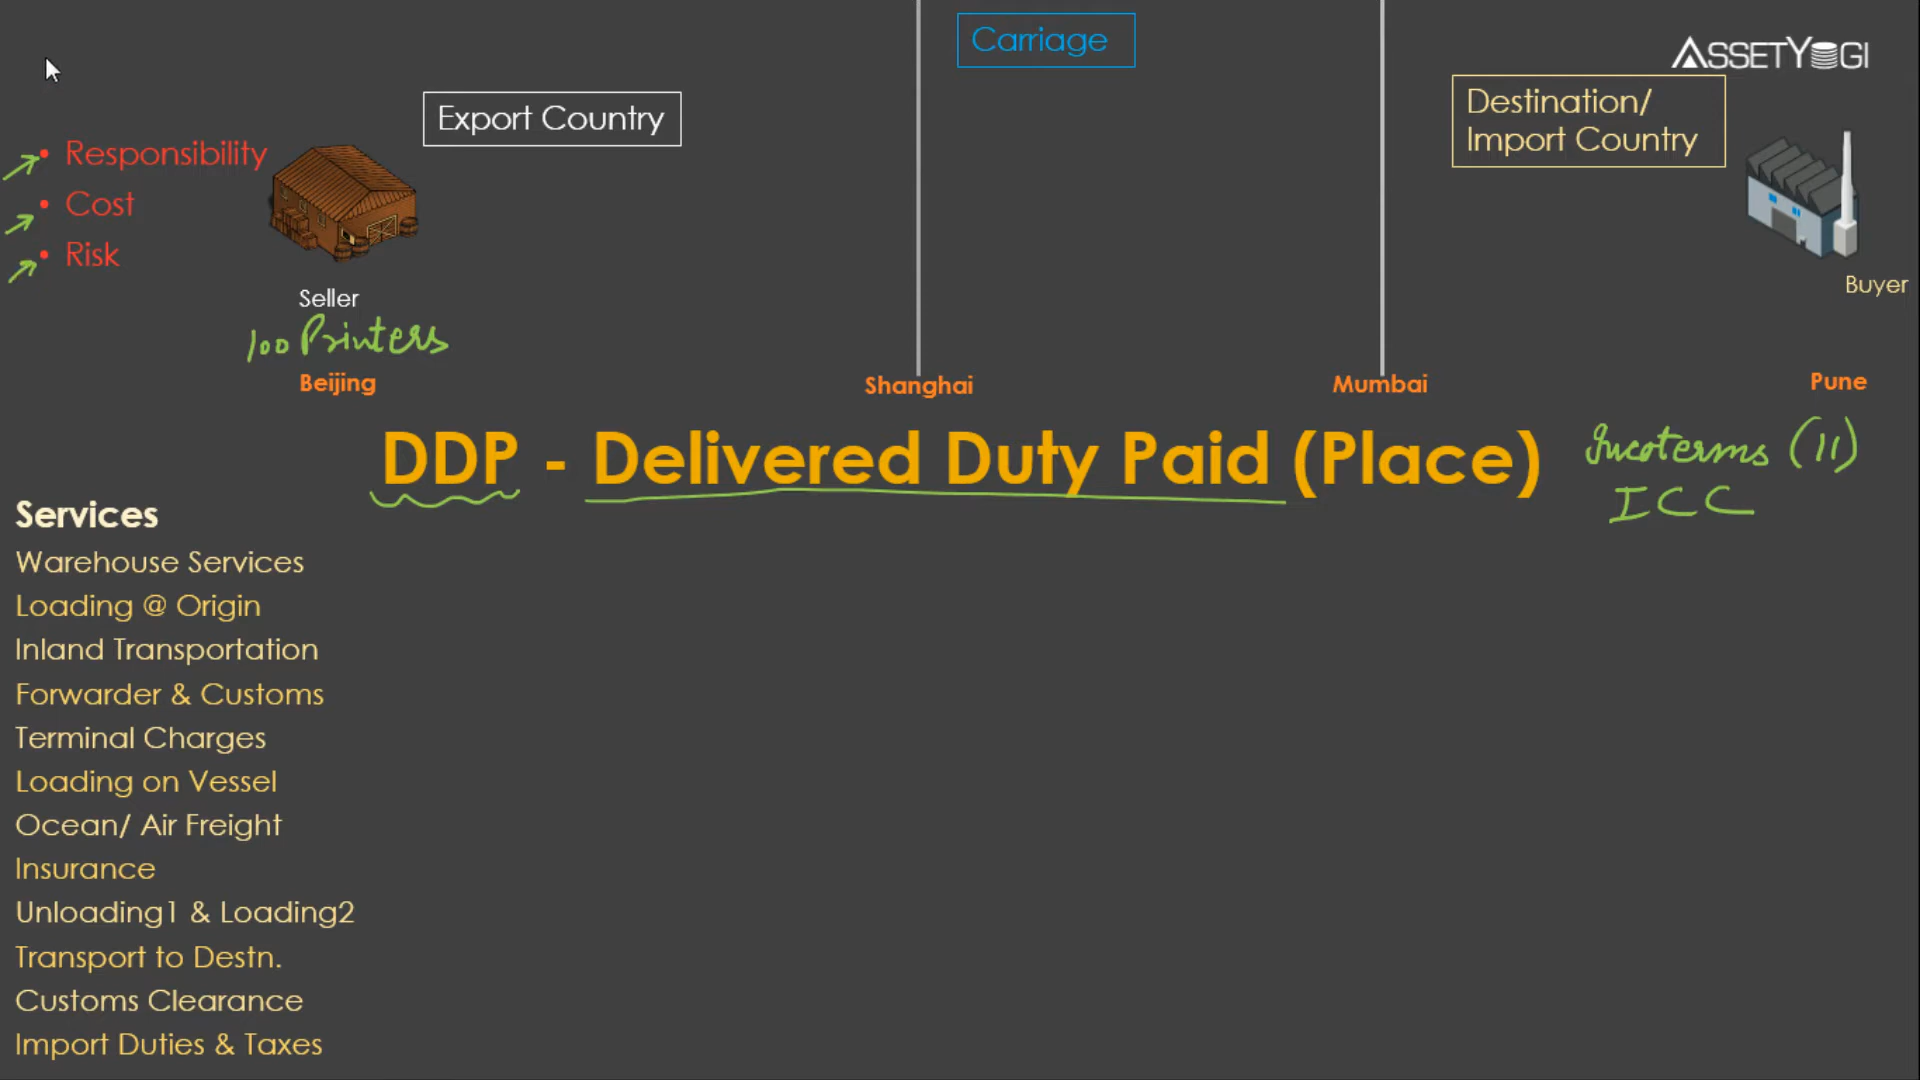 Carriage
ASSETYOGI
Export Country
Destination/
Import Country
• Responsibility
• Cost
• Risk
Seller
Buyer
100 Printers
Beijing
Shanghai
Mumbai
Pune
DDP - Delivered Duty Paid (Place)
Incoterms (11)
ICC
Services
Warehouse Services
Loading @ Origin
Inland Transportation
Forwarder & Customs
Terminal Charges
Loading on Vessel
Ocean/ Air Freight
Insurance
Unloading1 & Loading2
Transport to Destn.
Customs Clearance
Import Duties & Taxes